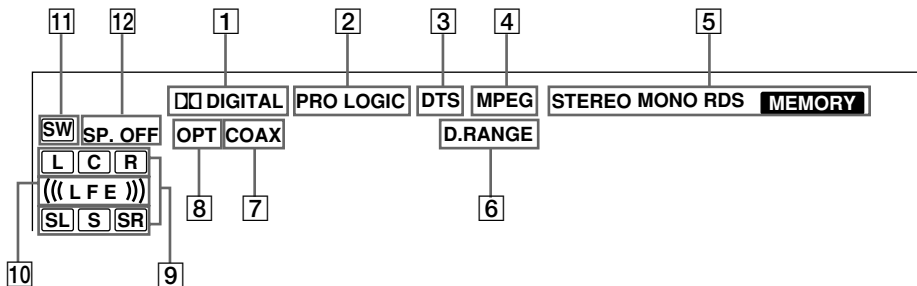 11 12 1 2 3 4 5
DIGITAL PRO LOGIC DTS MPEG STEREO MONO RDS MEMORY
SW SP. OFF OPT COAX D.RANGE
L C R
((( L F E )))
8 7 6
SL S SR
10 9